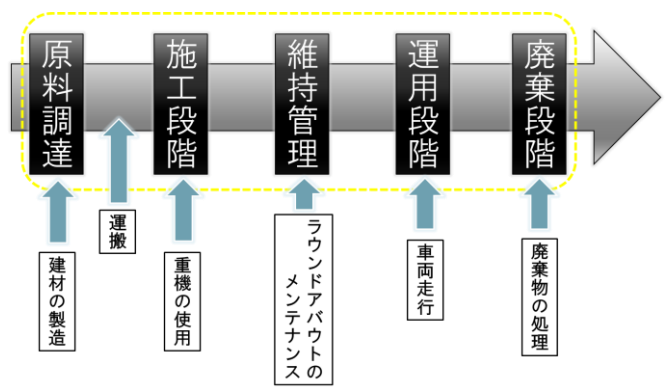 原料調達
施工段階
維持管理
運用段階
廃棄段階
建材の製造
運搬
重機の使用
ラウンドアバウトの
メンテナンス
車両走行
廃棄物の処理